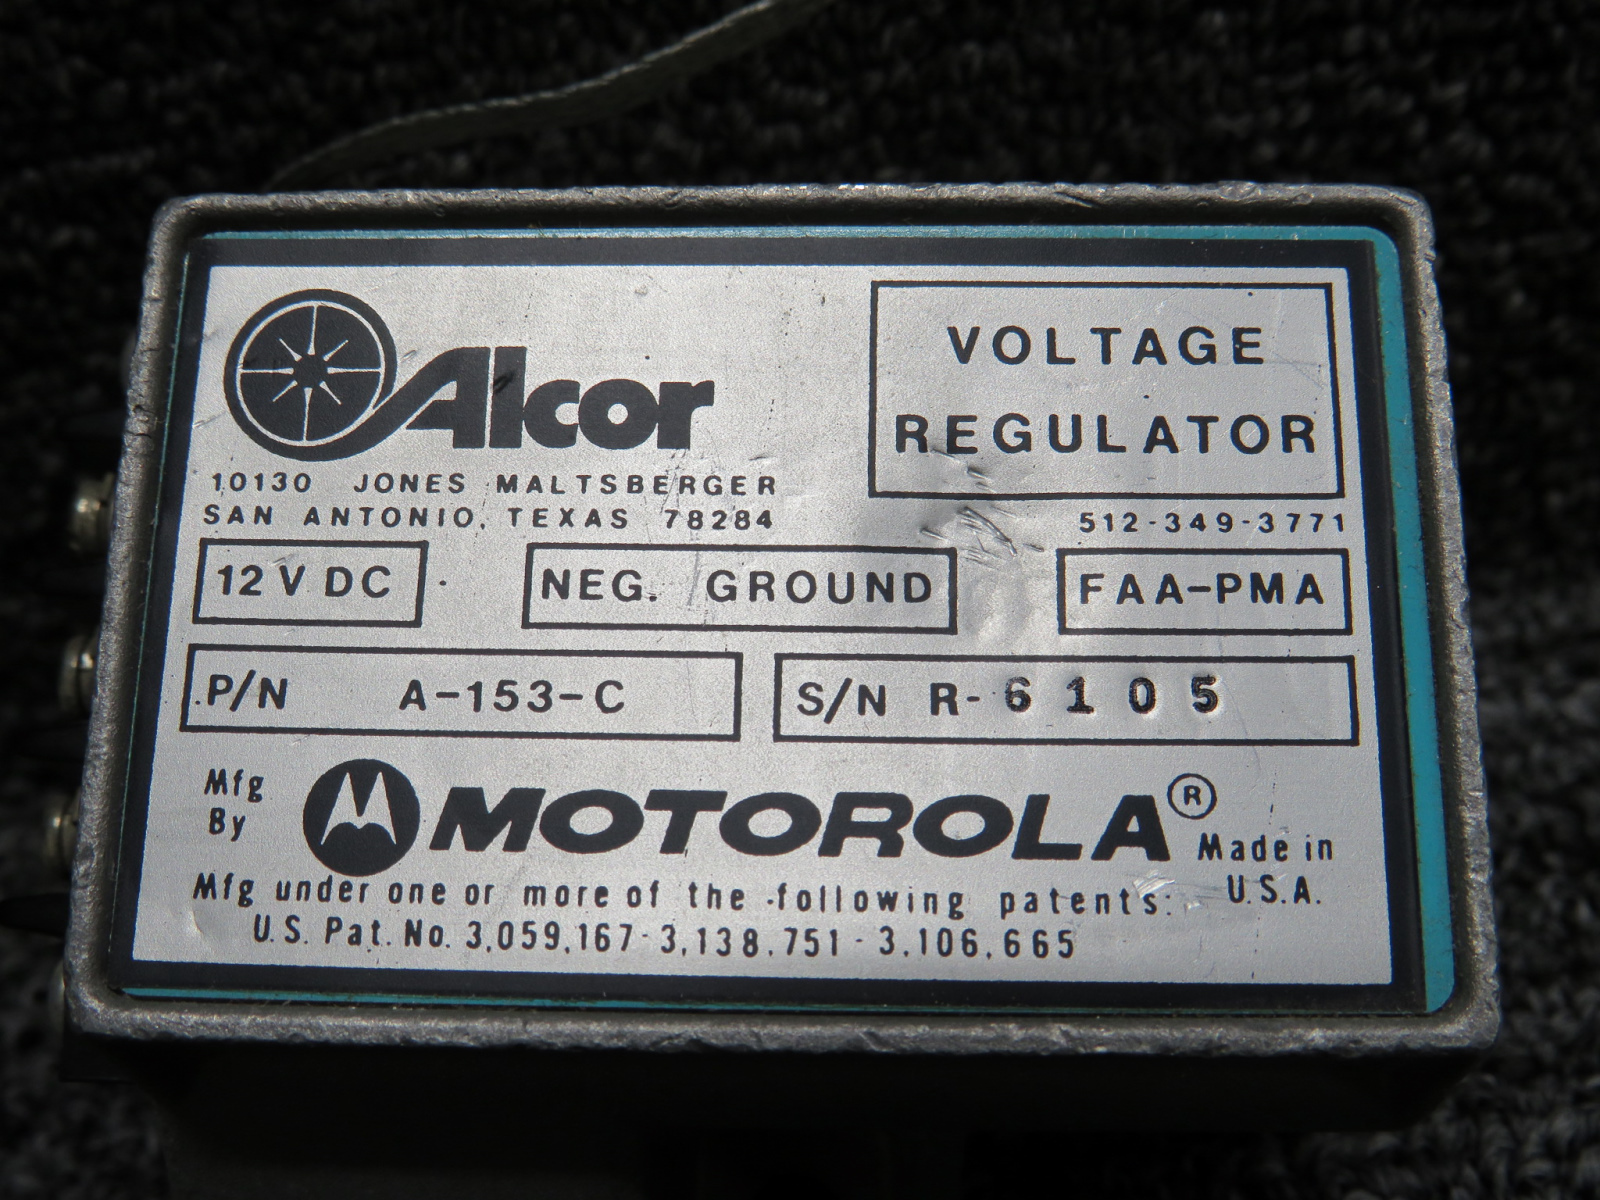 Alcor
10130 JONES MALTSBERGER
SAN ANTONIO, TEXAS 78284
VOLTAGE
REGULATOR
512-349-3771
12 V DC
NEG. GROUND
FAA-PMA
P/N A-153-C
S/N R-6105
Mfg
By
MOTOROLA®
Made in
U.S.A.
Mfg under one or more of the following patents:
U.S. Pat. No. 3,059,167 - 3,138,751 - 3,106,665